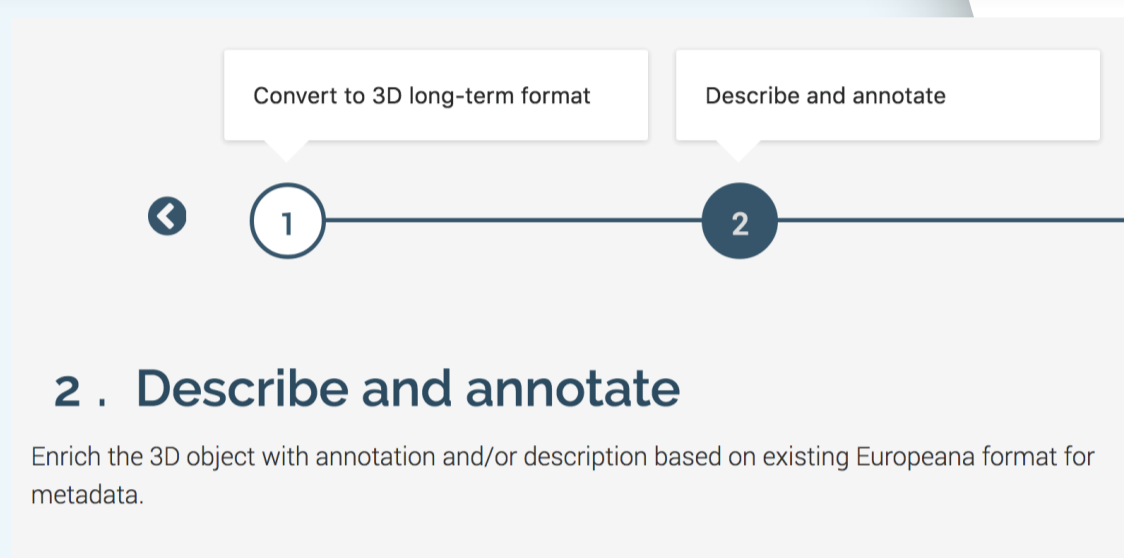 Convert to 3D long-term format
Describe and annotate
1
2
2 . Describe and annotate
Enrich the 3D object with annotation and/or description based on existing Europeana format for
metadata.